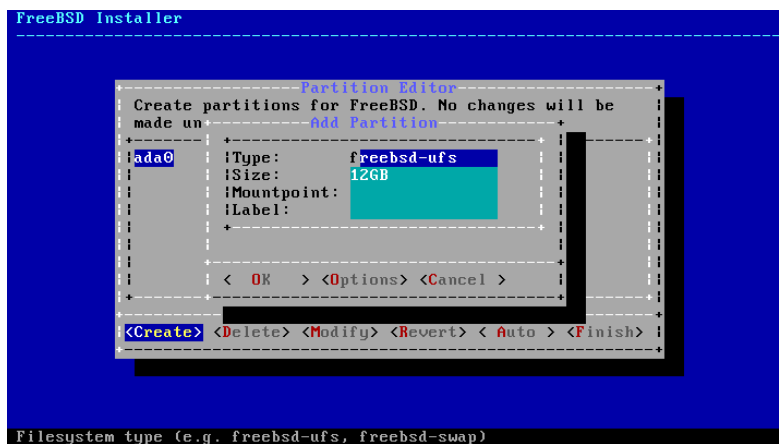 FreeBSD Installer
Partition Editor
Create partitions for FreeBSD. No changes will be
made un
Add Partition
ada0
Type: freebsd-ufs
Size: 12GB
Mountpoint:
Label:
< OK > <Options> <Cancel >
<Create> <Delete> <Modify> <Revert> < Auto > <Finish>
Filesystem type (e.g. freebsd-ufs, freebsd-swap)